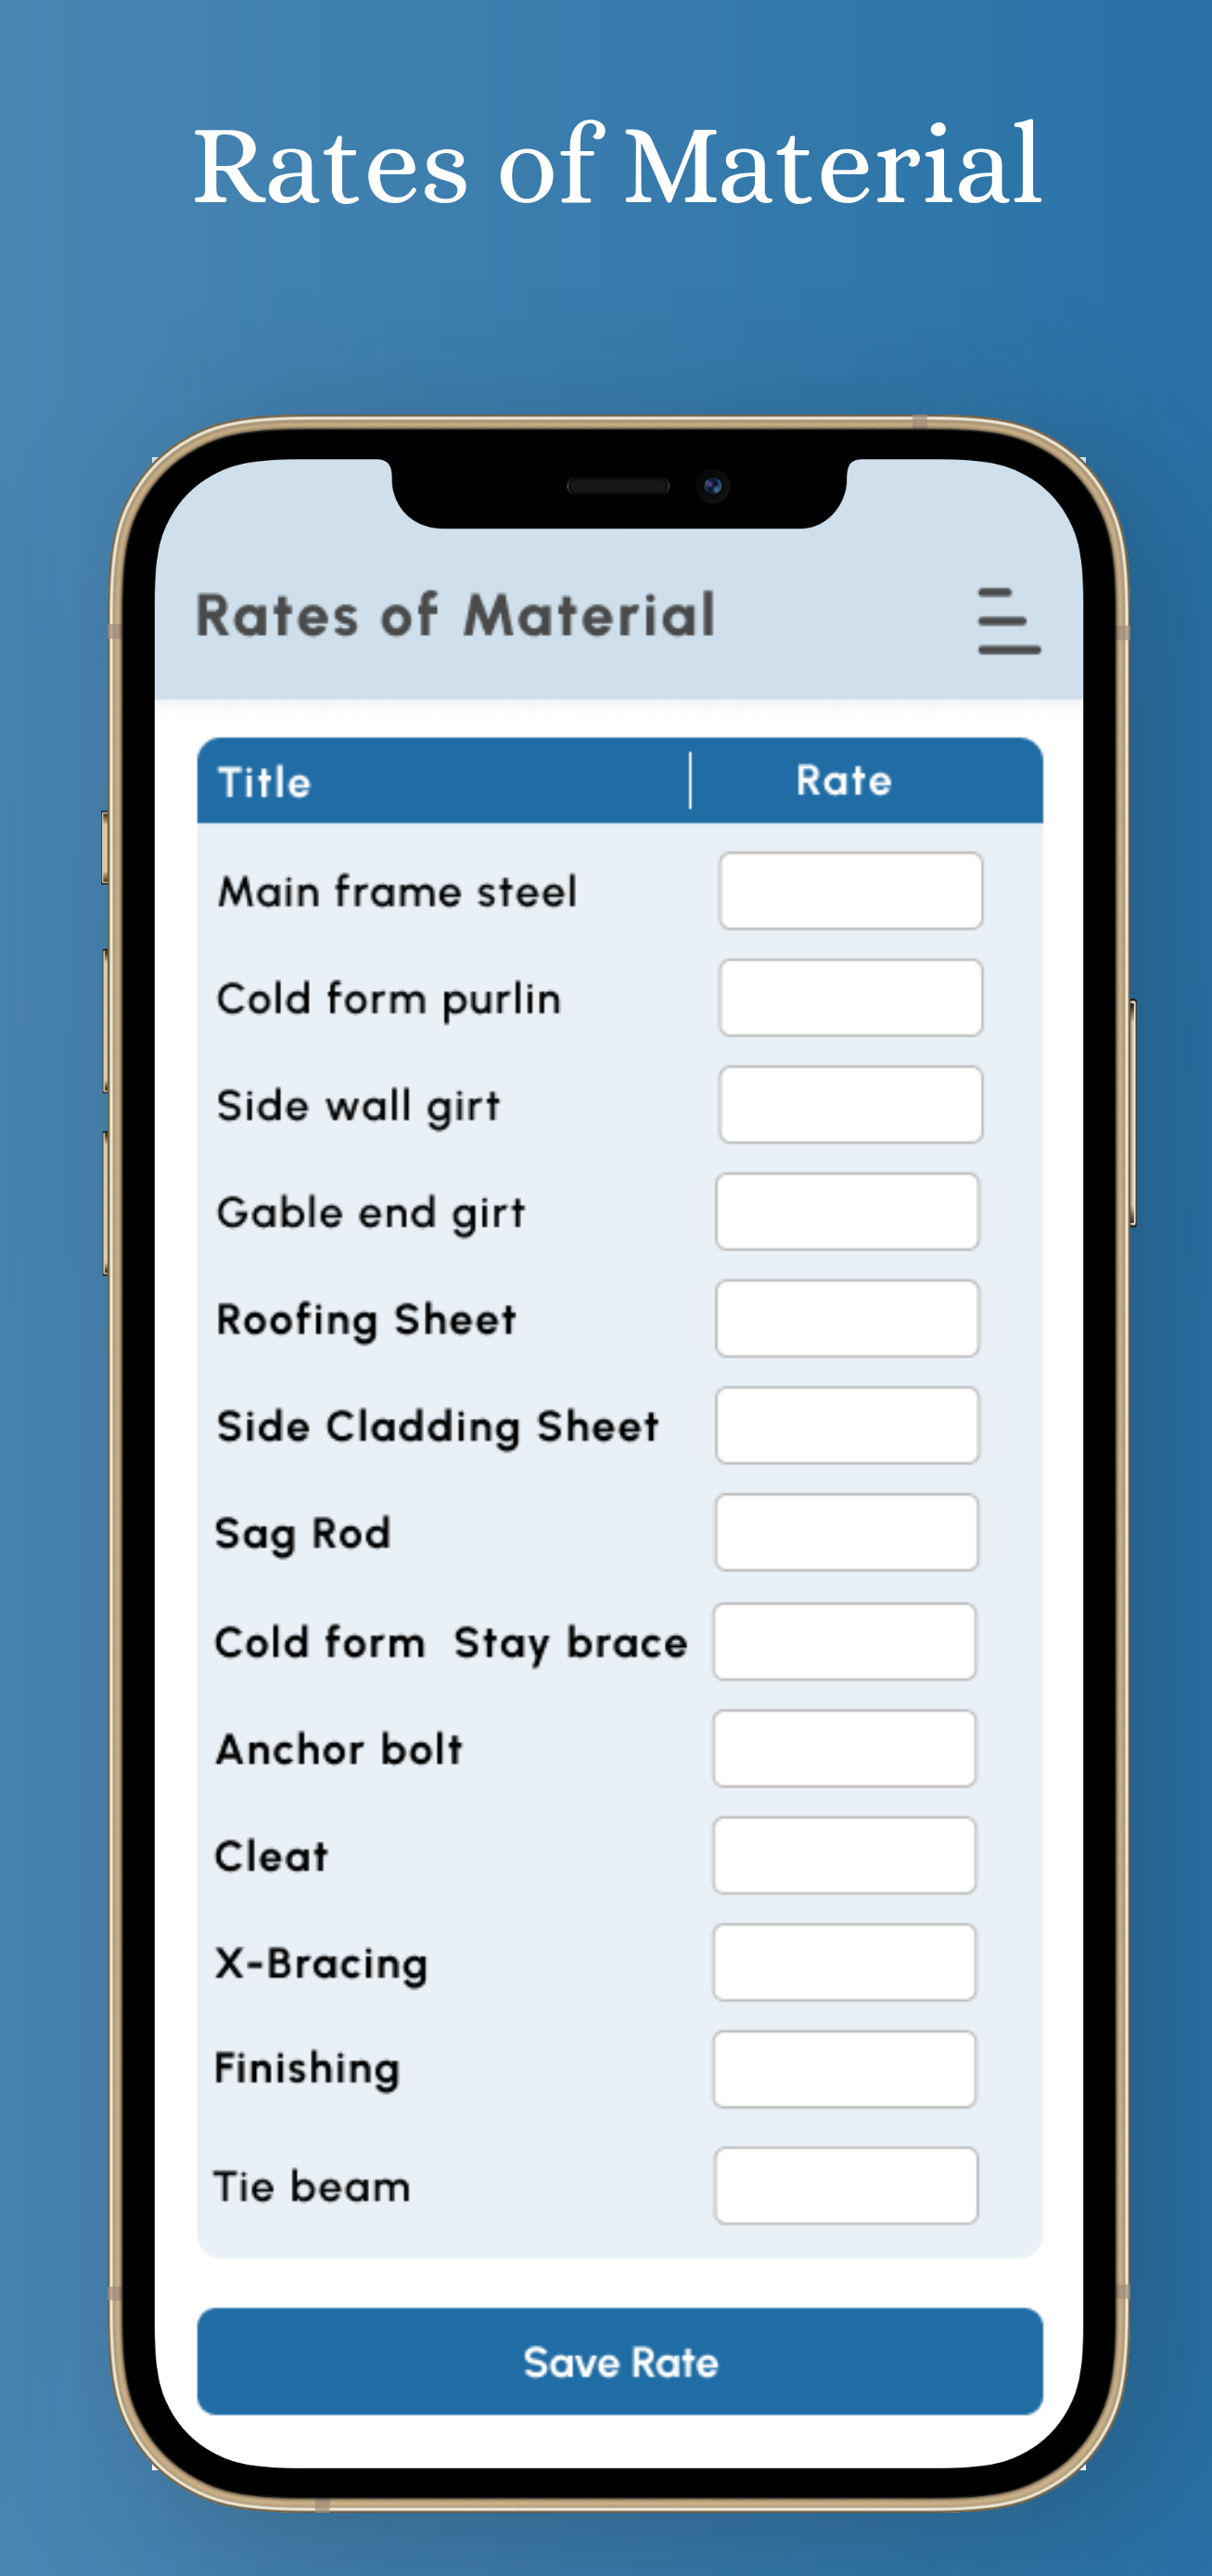 Rates of Material
Rates of Material
Title Rate
Main frame steel
Cold form purlin
Side wall girt
Gable end girt
Roofing Sheet
Side Cladding Sheet
Sag Rod
Cold form  Stay brace
Anchor bolt
Cleat
X-Bracing
Finishing
Tie beam
Save Rate